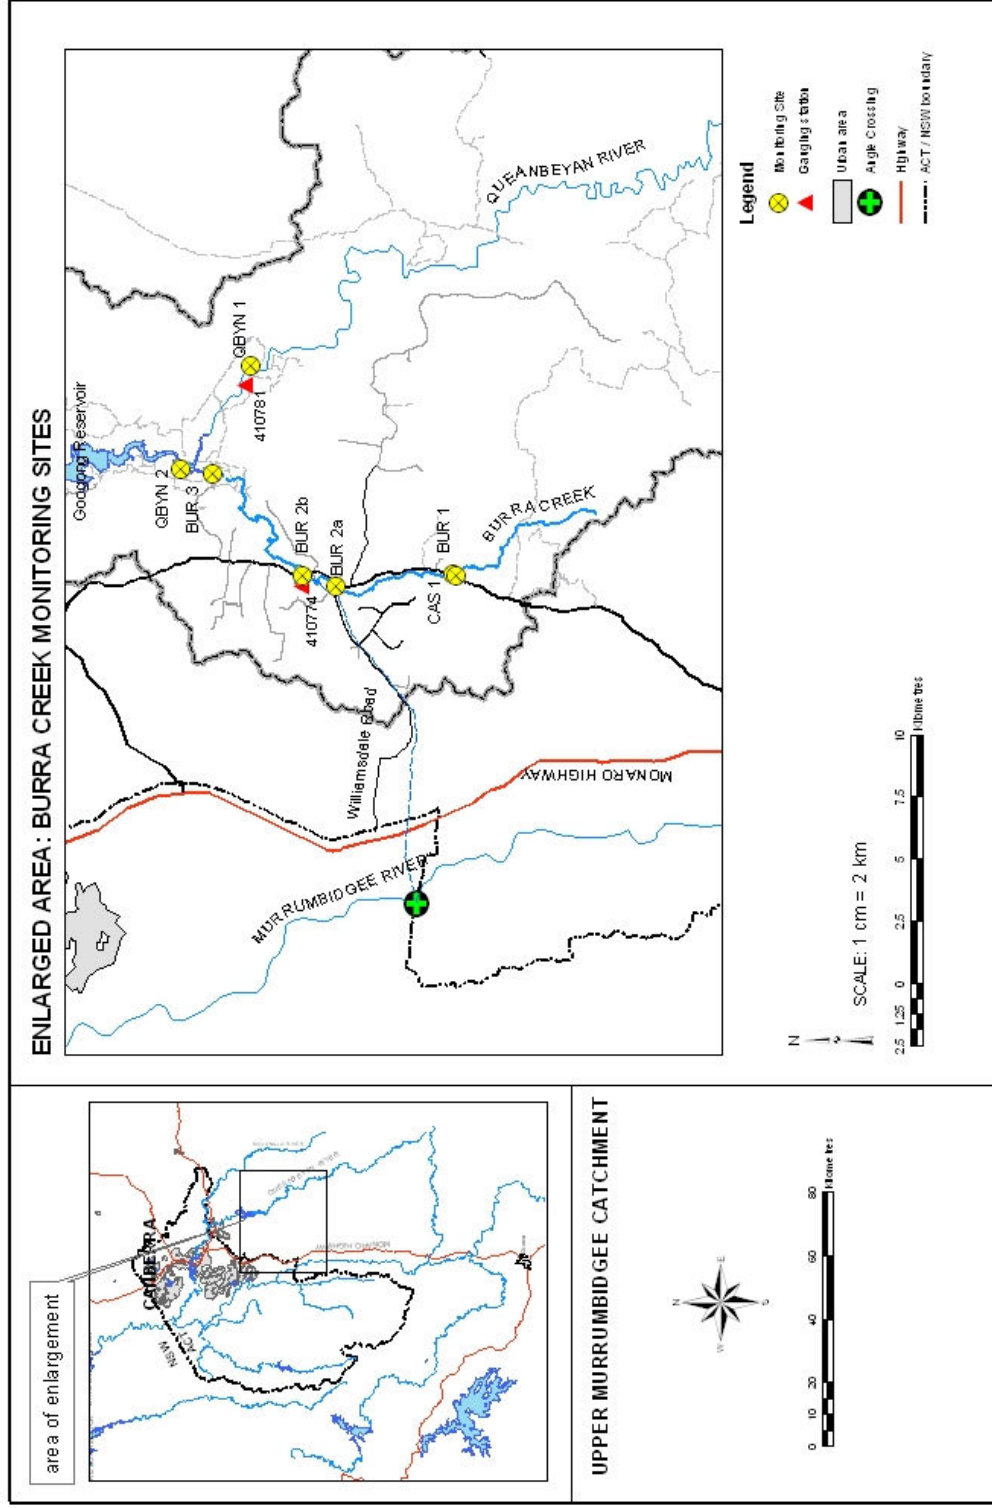 ENLARGED AREA: BURRA CREEK MONITORING SITES
Googong Reservoir
QBYN 2
BUR 3
QBYN 1
410781
BUR 2b
410774
BUR 2a
BUR 1
CAS 1
BURRA CREEK
QUEANBEYAN RIVER
Williamsdale Road
MONARO HIGHWAY
MURRUMBIDGEE RIVER
Legend
Monitoring Site
Gauging station
Urban area
Angle Crossing
Highway
ACT / NSW boundary
N
SCALE: 1 cm = 2 km
2.5 1.25 0 2.5 5 7.5 10
Kilometres
area of enlargement
CANBERRA
NSW
ACT
QUEANBEYAN RIVER
MONARO HIGHWAY
UPPER MURRUMBIDGEE CATCHMENT
N
W
E
S
0 10 20 40 60 80
Kilometres